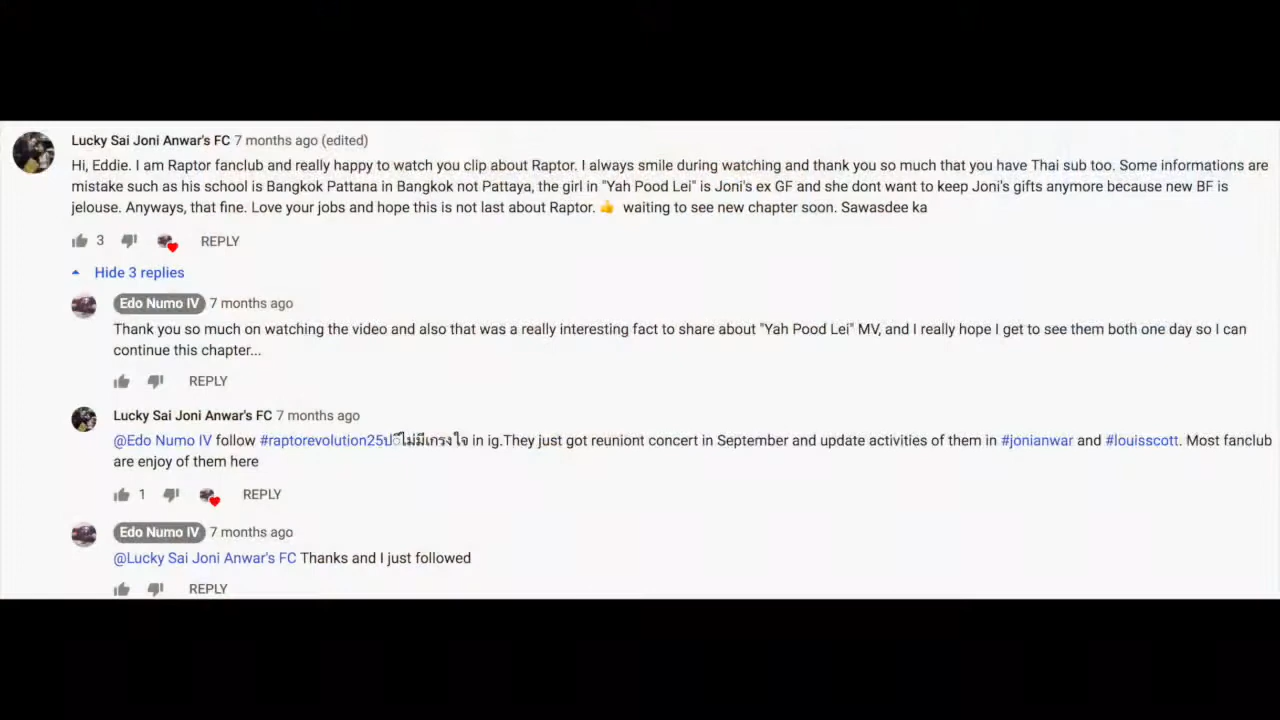 Lucky Sai Joni Anwar's FC 7 months ago (edited)
Hi, Eddie. I am Raptor fanclub and really happy to watch you clip about Raptor. I always smile during watching and thank you so much that you have Thai sub too. Some informations are
mistake such as his school is Bangkok Pattana in Bangkok not Pattaya, the girl in "Yah Pood Lei" is Joni's ex GF and she dont want to keep Joni's gifts anymore because new BF is
jelouse. Anyways, that fine. Love your jobs and hope this is not last about Raptor. 👍 waiting to see new chapter soon. Sawasdee ka
3 REPLY
Hide 3 replies
Edo Numo IV 7 months ago
Thank you so much on watching the video and also that was a really interesting fact to share about "Yah Pood Lei" MV, and I really hope I get to see them both one day so I can
continue this chapter...
REPLY
Lucky Sai Joni Anwar's FC 7 months ago
@Edo Numo IV follow #raptorevolution25ปีไม่มีเกรงใจ in ig.They just got reuniont concert in September and update activities of them in #jonianwar and #louisscott. Most fanclub
are enjoy of them here
1 REPLY
Edo Numo IV 7 months ago
@Lucky Sai Joni Anwar's FC Thanks and I just followed
REPLY